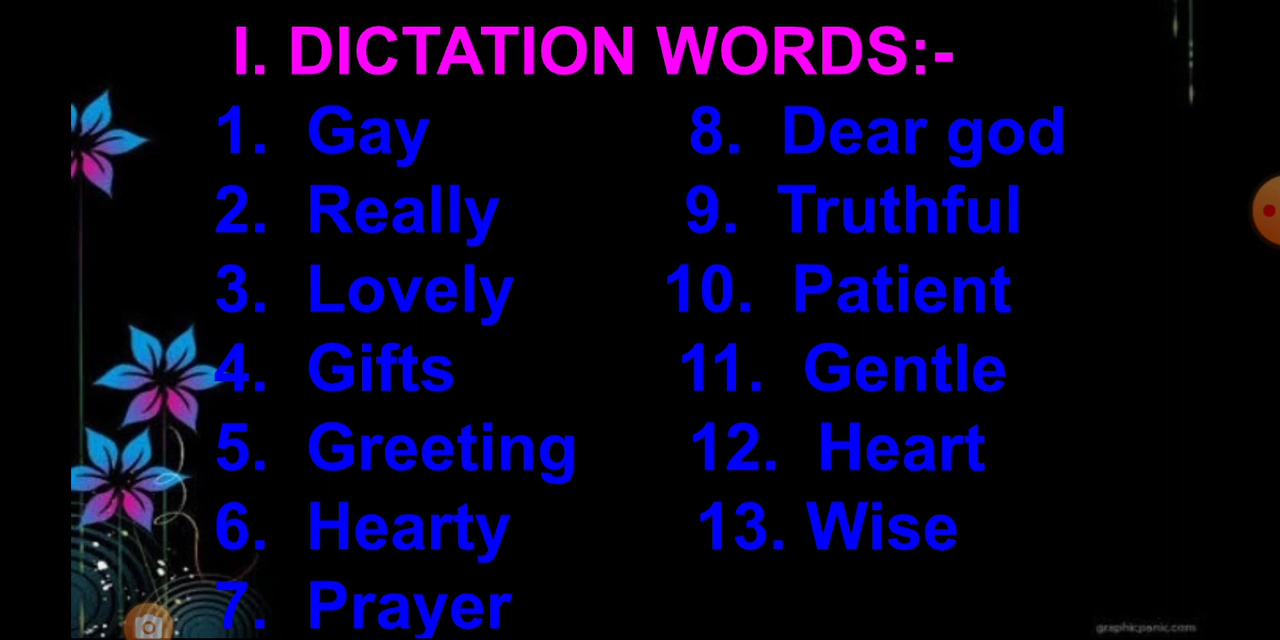 I. DICTATION WORDS:-
1. Gay
2. Really
3. Lovely
4. Gifts
5. Greeting
6. Hearty
7. Prayer
8. Dear god
9. Truthful
10. Patient
11. Gentle
12. Heart
13. Wise
graphicpanic.com